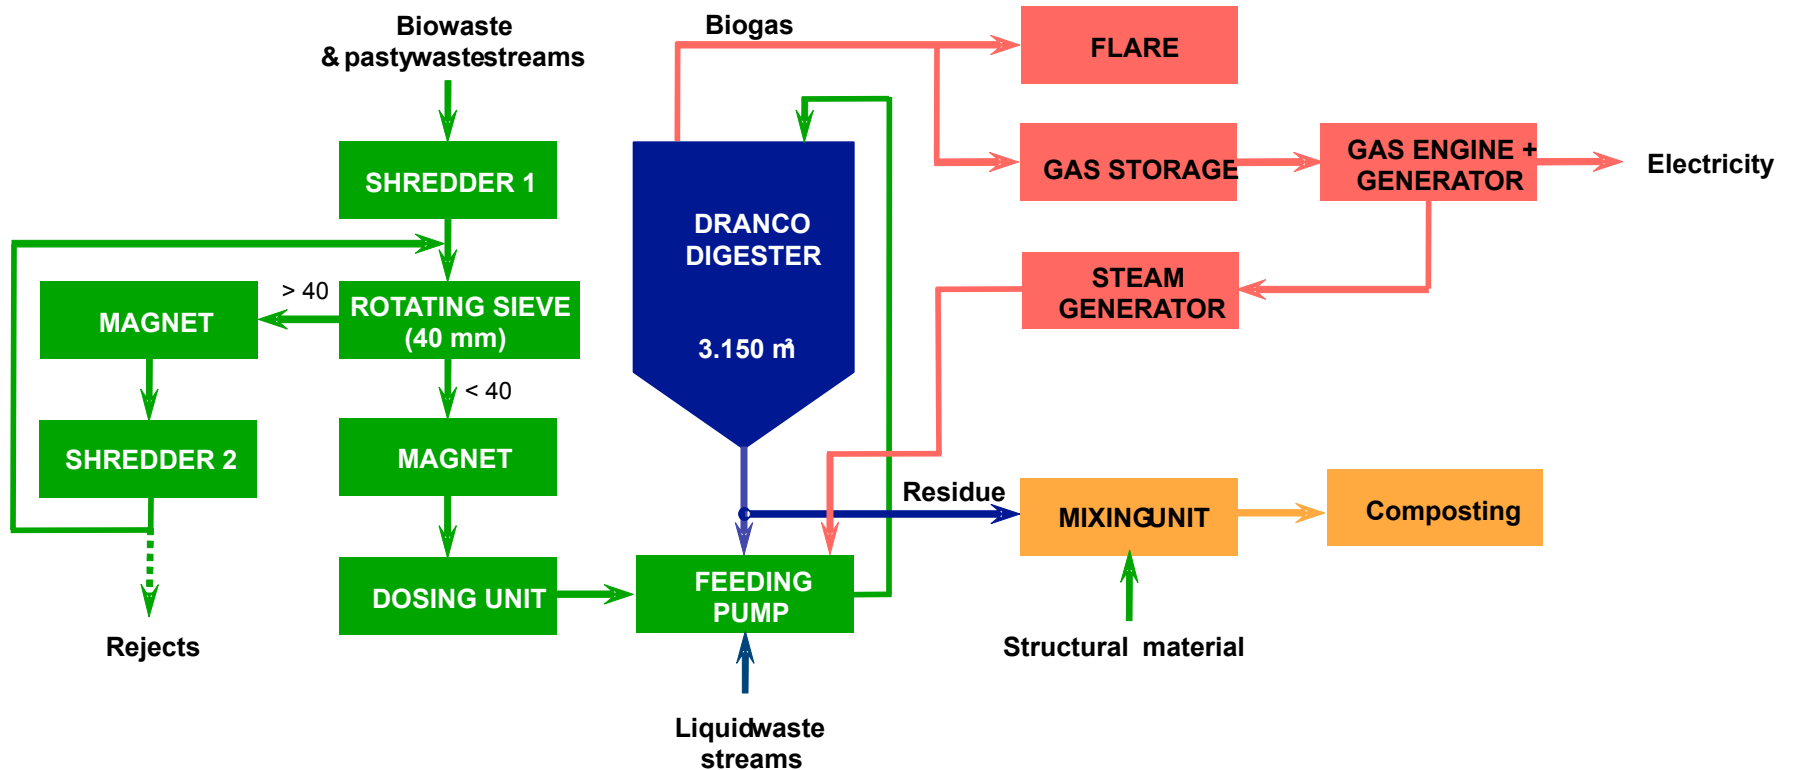 Biowaste
& pastywastestreams
SHREDDER 1
> 40
ROTATING SIEVE
(40 mm)
MAGNET
< 40
SHREDDER 2
MAGNET
DOSING UNIT
Rejects
Biogas
DRANCO
DIGESTER
3.150 m³
FEEDING
PUMP
Liquidwaste
streams
FLARE
GAS STORAGE
GAS ENGINE +
GENERATOR
Electricity
STEAM
GENERATOR
Residue
MIXINGUNIT
Composting
Structural material